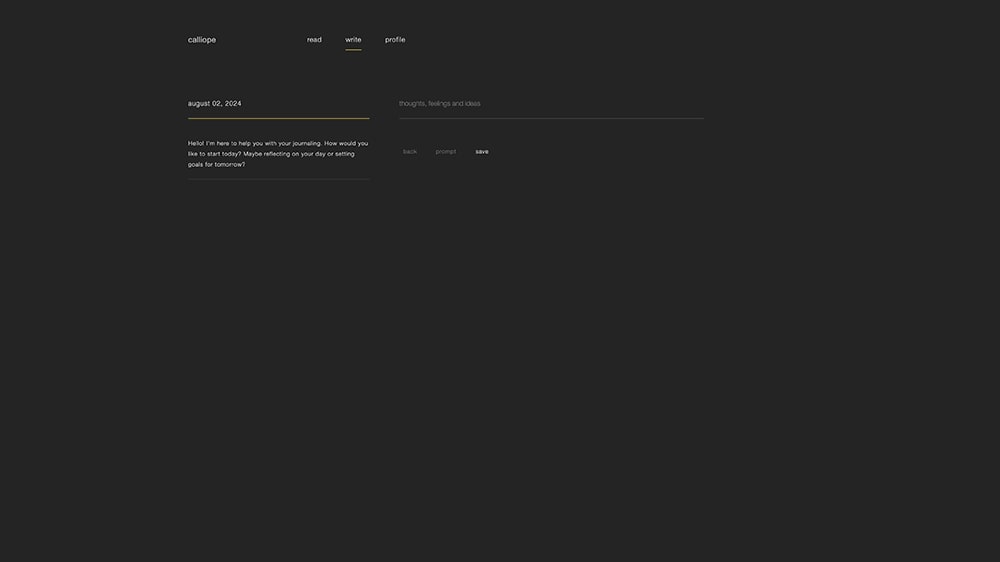 calliope
read
write
profile
august 02, 2024
Hello! I'm here to help you with your journaling. How would you
like to start today? Maybe reflecting on your day or setting
goals for tomorrow?
thoughts, feelings and ideas
back
prompt
save